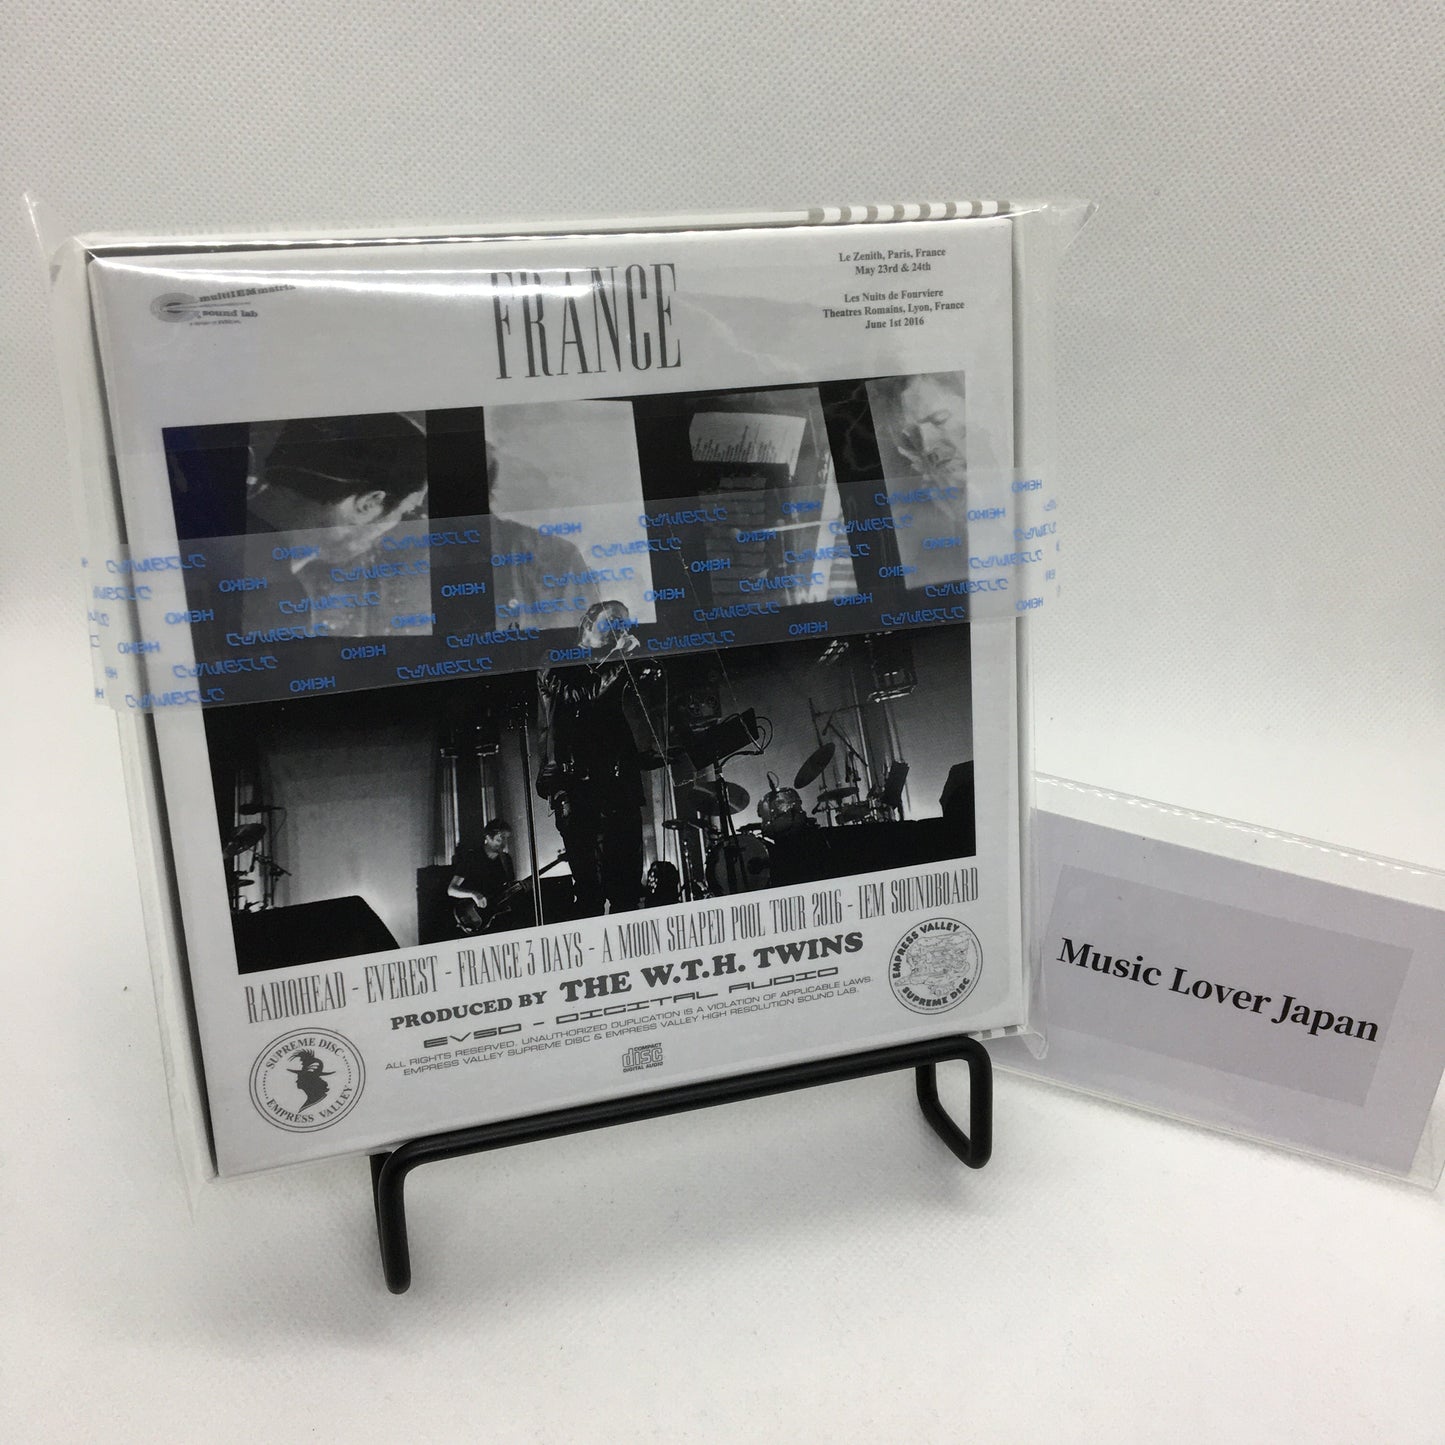 FRANCE
multiIEMmatrix
sound lab
Le Zenith, Paris, France
May 23rd & 24th
Les Nuits de Fourviere
Theatres Romains, Lyon, France
June 1st 2016
HEIKO
RADIOHEAD - EVEREST - FRANCE 3 DAYS - A MOON SHAPED POOL TOUR 2016 - IEM SOUNDBOARD
PRODUCED BY THE W.T.H. TWINS
EVSD - DIGITAL AUDIO
ALL RIGHTS RESERVED. UNAUTHORIZED DUPLICATION IS A VIOLATION OF APPLICABLE LAWS.
EMPRESS VALLEY SUPREME DISC & EMPRESS VALLEY HIGH RESOLUTION SOUND LAB.
SUPREME DISC
EMPRESS VALLEY
COMPACT
disc
DIGITAL AUDIO
EMPRESS VALLEY
SUPREME DISC
Music Lover Japan